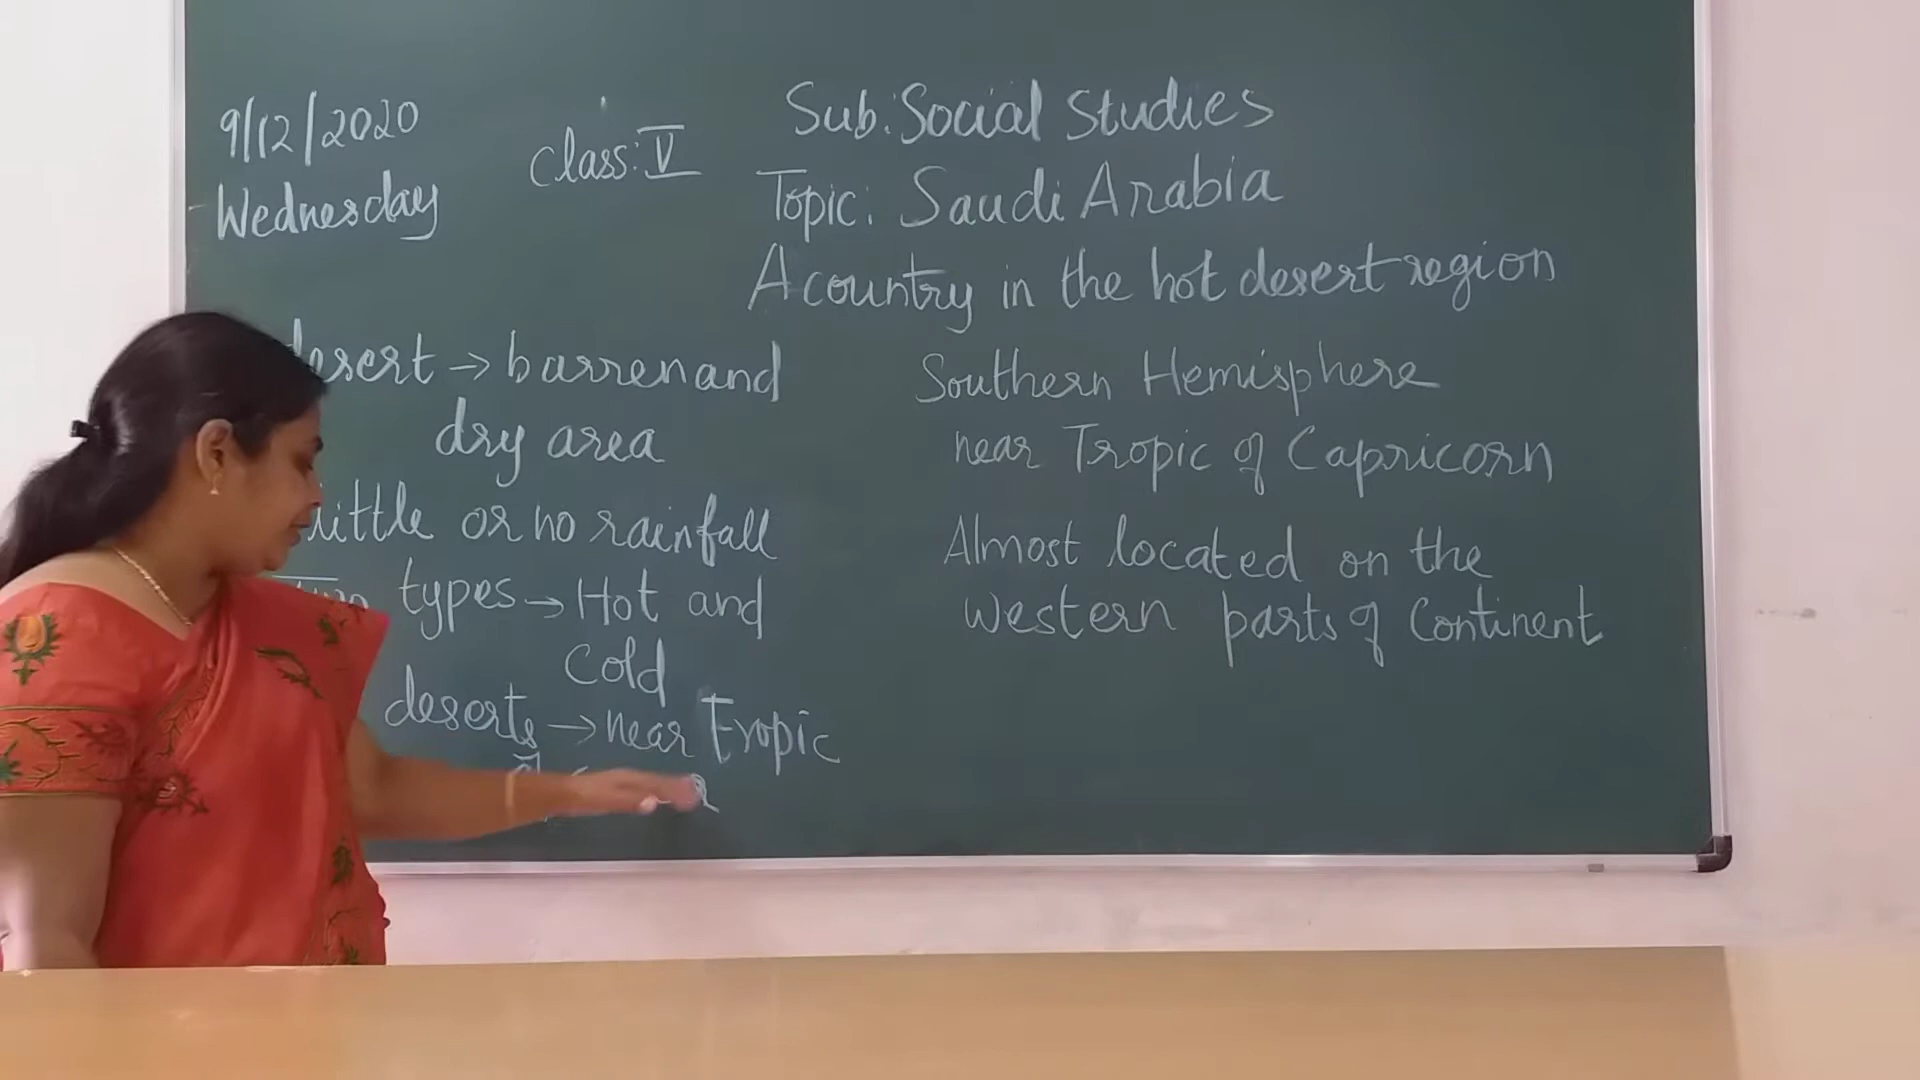 9/12/2020
Wednesday
Class: V
Sub: Social Studies
Topic: Saudi Arabia
A country in the hot desert region
desert → barren and
dry area
little or no rainfall
types → Hot and
Cold
deserts → near Tropic
Southern Hemisphere
near Tropic of Capricorn
Almost located on the
western parts of Continent